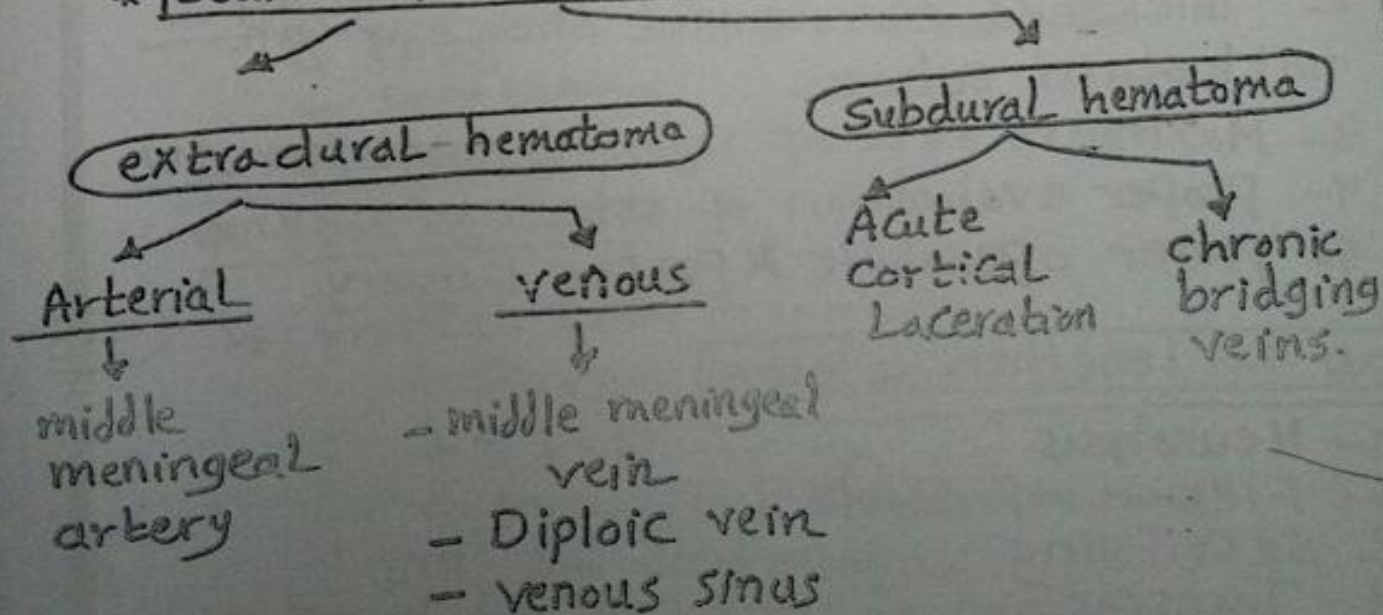 extradural hematoma
Subdural hematoma
Arterial
venous
Acute
Cortical
Laceration
chronic
bridging
veins.
middle
meningeal
artery
- middle meningeal
vein
- Diploic vein
- venous sinus